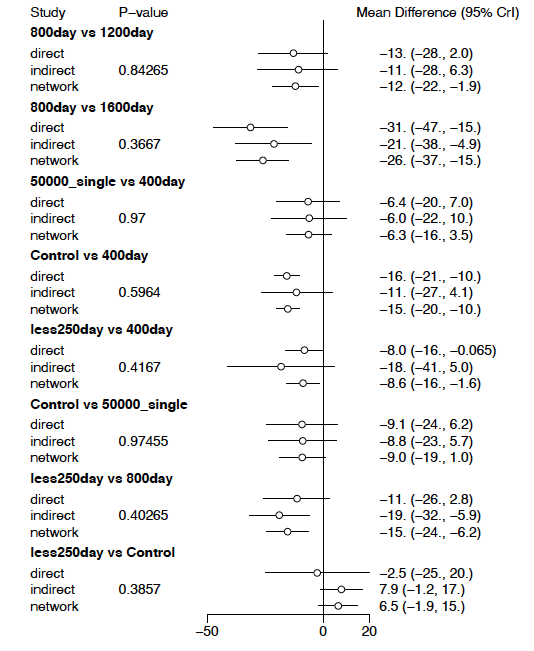 Study P−value Mean Difference (95% CrI)
800day vs 1200day
direct −13. (−28., 2.0)
indirect 0.84265 −11. (−28., 6.3)
network −12. (−22., −1.9)
800day vs 1600day
direct −31. (−47., −15.)
indirect 0.3667 −21. (−38., −4.9)
network −26. (−37., −15.)
50000_single vs 400day
direct −6.4 (−20., 7.0)
indirect 0.97 −6.0 (−22., 10.)
network −6.3 (−16., 3.5)
Control vs 400day
direct −16. (−21., −10.)
indirect 0.5964 −11. (−27., 4.1)
network −15. (−20., −10.)
less250day vs 400day
direct −8.0 (−16., −0.065)
indirect 0.4167 −18. (−41., 5.0)
network −8.6 (−16., −1.6)
Control vs 50000_single
direct −9.1 (−24., 6.2)
indirect 0.97455 −8.8 (−23., 5.7)
network −9.0 (−19., 1.0)
less250day vs 800day
direct −11. (−26., 2.8)
indirect 0.40265 −19. (−32., −5.9)
network −15. (−24., −6.2)
less250day vs Control
direct −2.5 (−25., 20.)
indirect 0.3857 7.9 (−1.2, 17.)
network 6.5 (−1.9, 15.)
−50 0 20